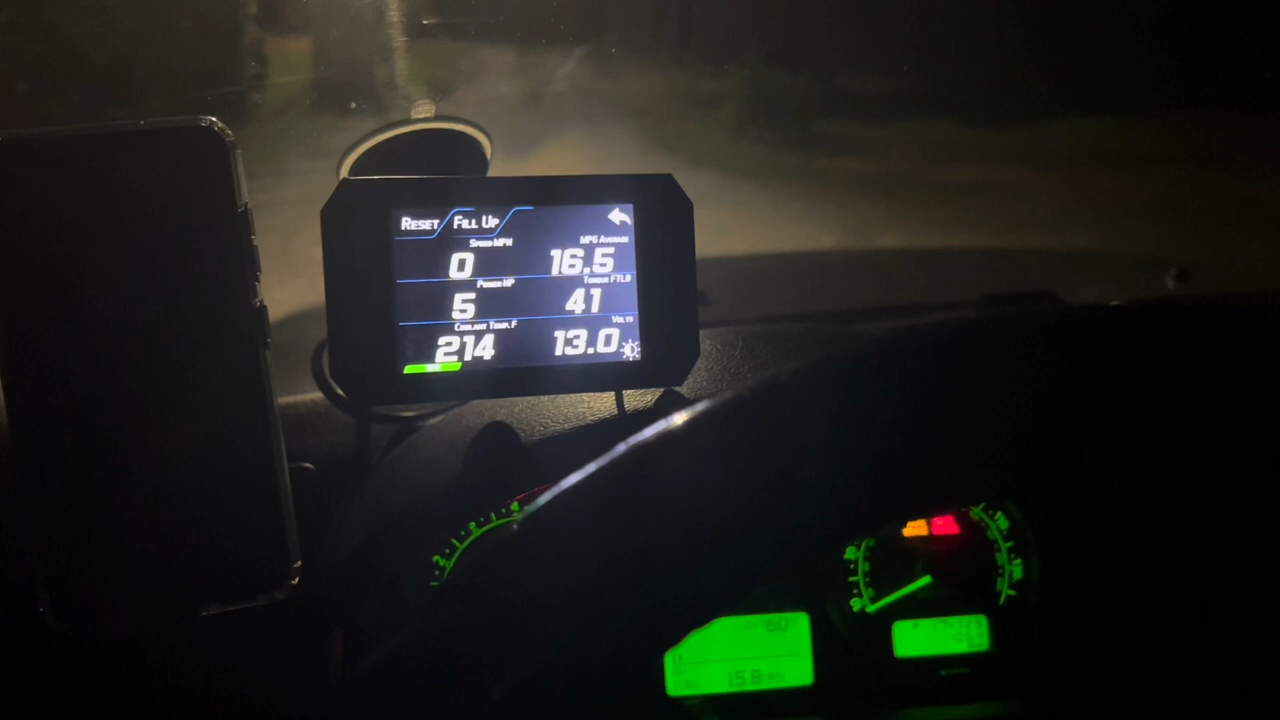 RESET FILL UP
SPEED MPH MPG AVERAGE
0 16.5
POWER HP TORQUE FTLB
5 41
COOLANT TEMP. F VOLTS
214 13.0
60
15.8